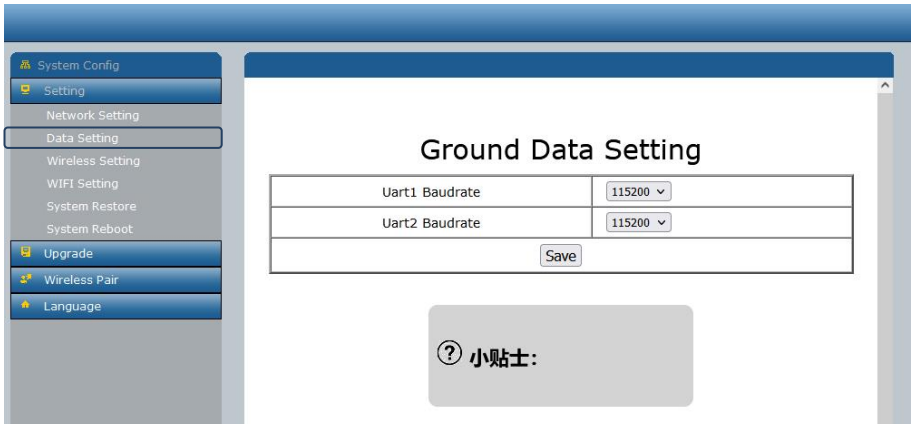 System Config
Setting
Network Setting
Data Setting
Wireless Setting
WIFI Setting
System Restore
System Reboot
Upgrade
Wireless Pair
Language
Ground Data Setting
Uart1 Baudrate 115200
Uart2 Baudrate 115200
Save
? 小贴士: